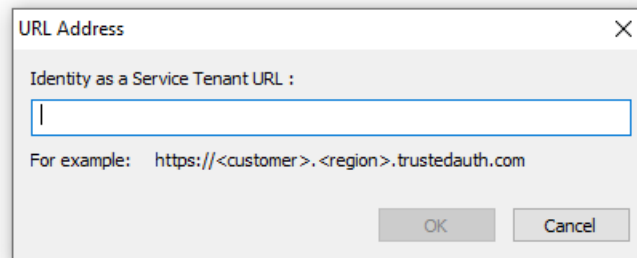 URL Address
Identity as a Service Tenant URL :
For example: https://<customer>.<region>.trustedauth.com
OK Cancel